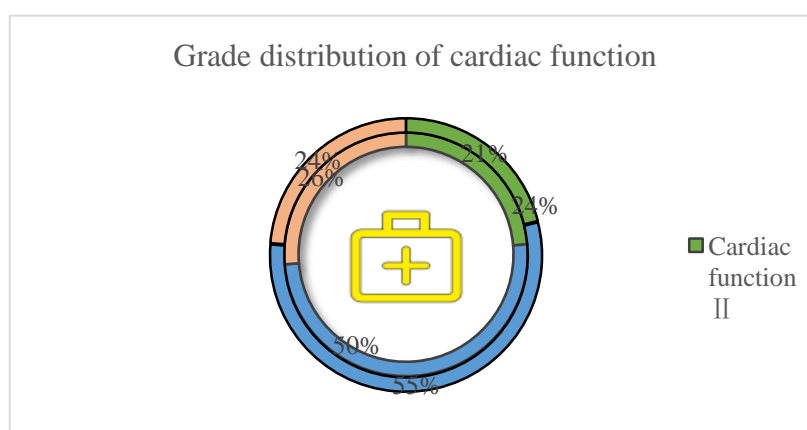 Grade distribution of cardiac function
24%
26%
21%
24%
50%
55%
Cardiac
function
Ⅱ